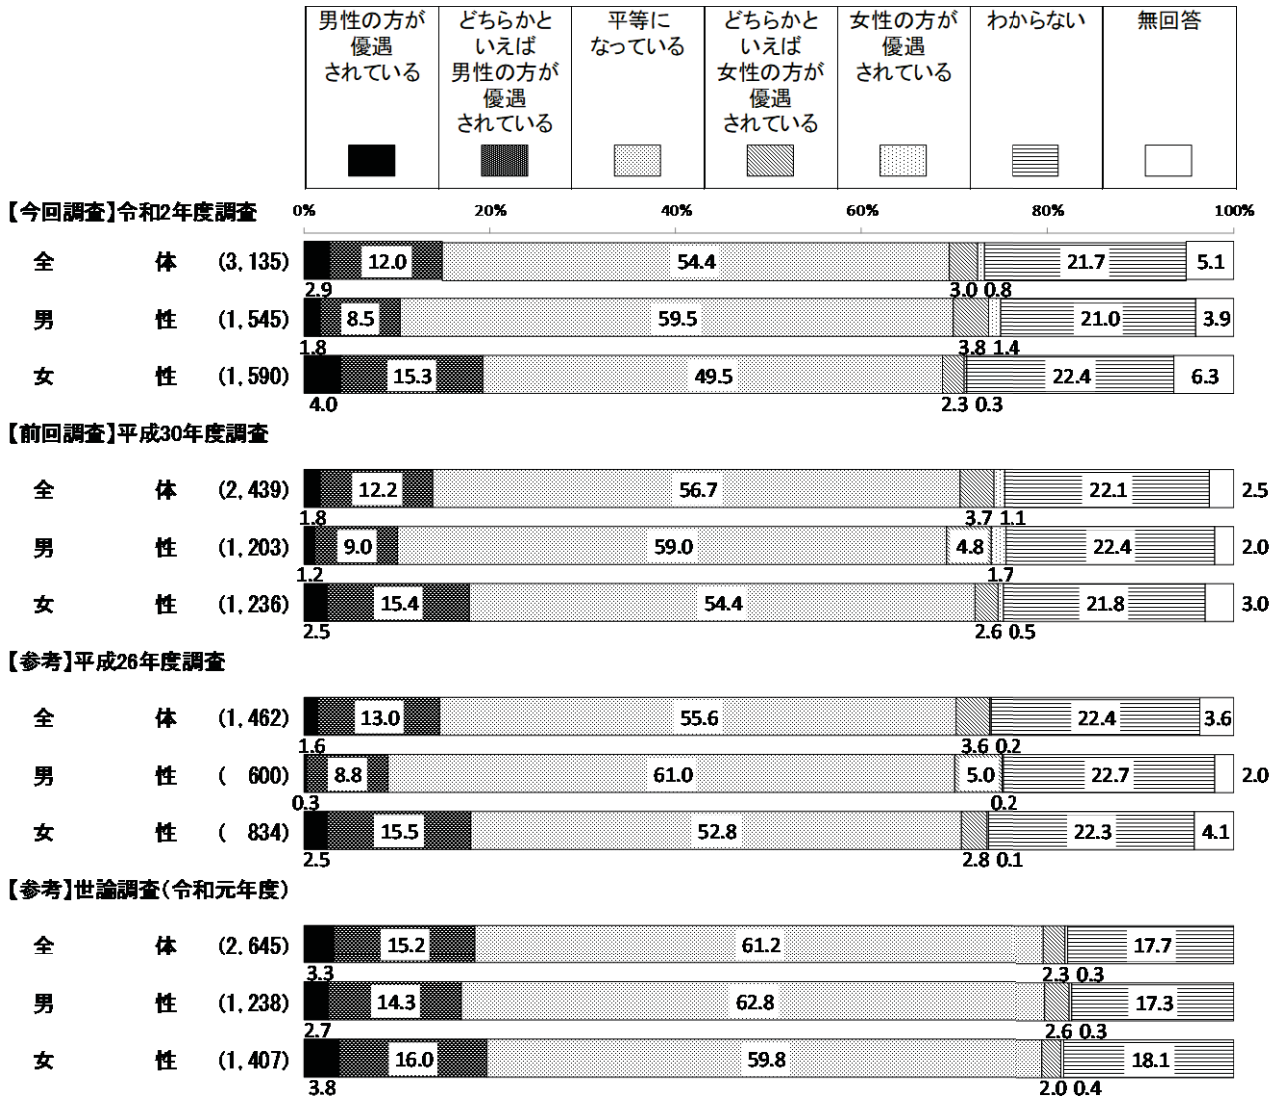 男性の方が
優遇
されている
どちらかと
いえば
男性の方が
優遇
されている
平等に
なっている
どちらかと
いえば
女性の方が
優遇
されている
女性の方が
優遇
されている
わからない
無回答
【今回調査】令和2年度調査
0% 20% 40% 60% 80% 100%
全 体 (3,135) 12.0 54.4 21.7 5.1
2.9 3.0 0.8
男 性 (1,545) 8.5 59.5 21.0 3.9
1.8 3.8 1.4
女 性 (1,590) 15.3 49.5 22.4 6.3
4.0 2.3 0.3
【前回調査】平成30年度調査
全 体 (2,439) 12.2 56.7 22.1 2.5
1.8 3.7 1.1
男 性 (1,203) 9.0 59.0 4.8 22.4 2.0
1.2 1.7
女 性 (1,236) 15.4 54.4 21.8 3.0
2.5 2.6 0.5
【参考】平成26年度調査
全 体 (1,462) 13.0 55.6 22.4 3.6
1.6 3.6 0.2
男 性 ( 600) 8.8 61.0 5.0 22.7 2.0
0.3 0.2
女 性 ( 834) 15.5 52.8 22.3 4.1
2.5 2.8 0.1
【参考】世論調査(令和元年度)
全 体 (2,645) 15.2 61.2 17.7
3.3 2.3 0.3
男 性 (1,238) 14.3 62.8 17.3
2.7 2.6 0.3
女 性 (1,407) 16.0 59.8 18.1
3.8 2.0 0.4